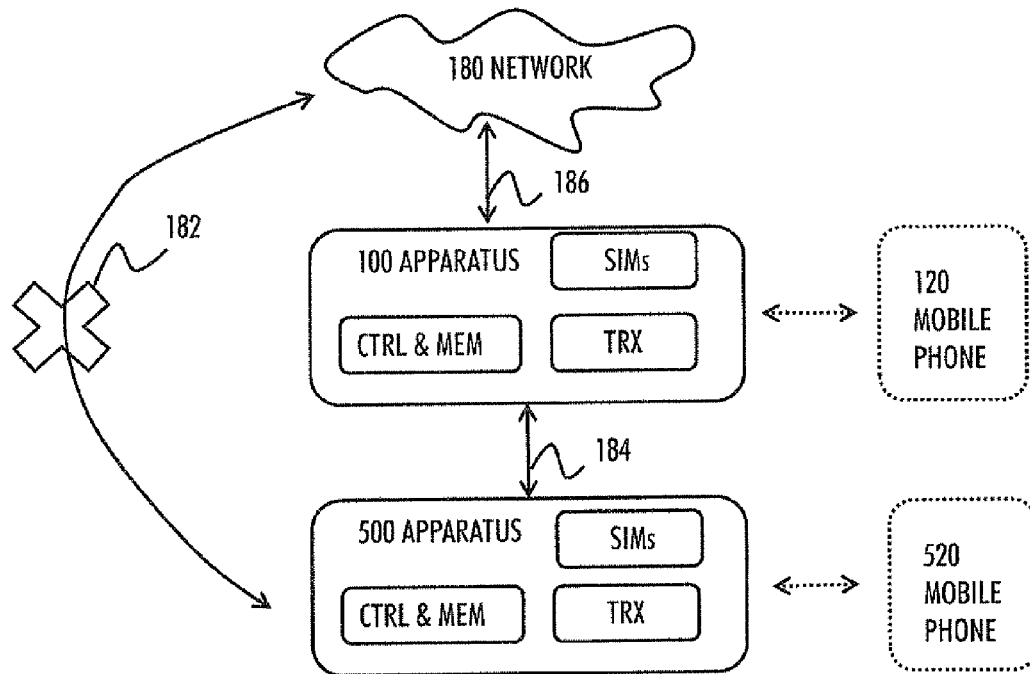 180 NETWORK
186
182
100 APPARATUS
SIMs
CTRL & MEM
TRX
120
MOBILE
PHONE
184
500 APPARATUS
SIMs
CTRL & MEM
TRX
520
MOBILE
PHONE